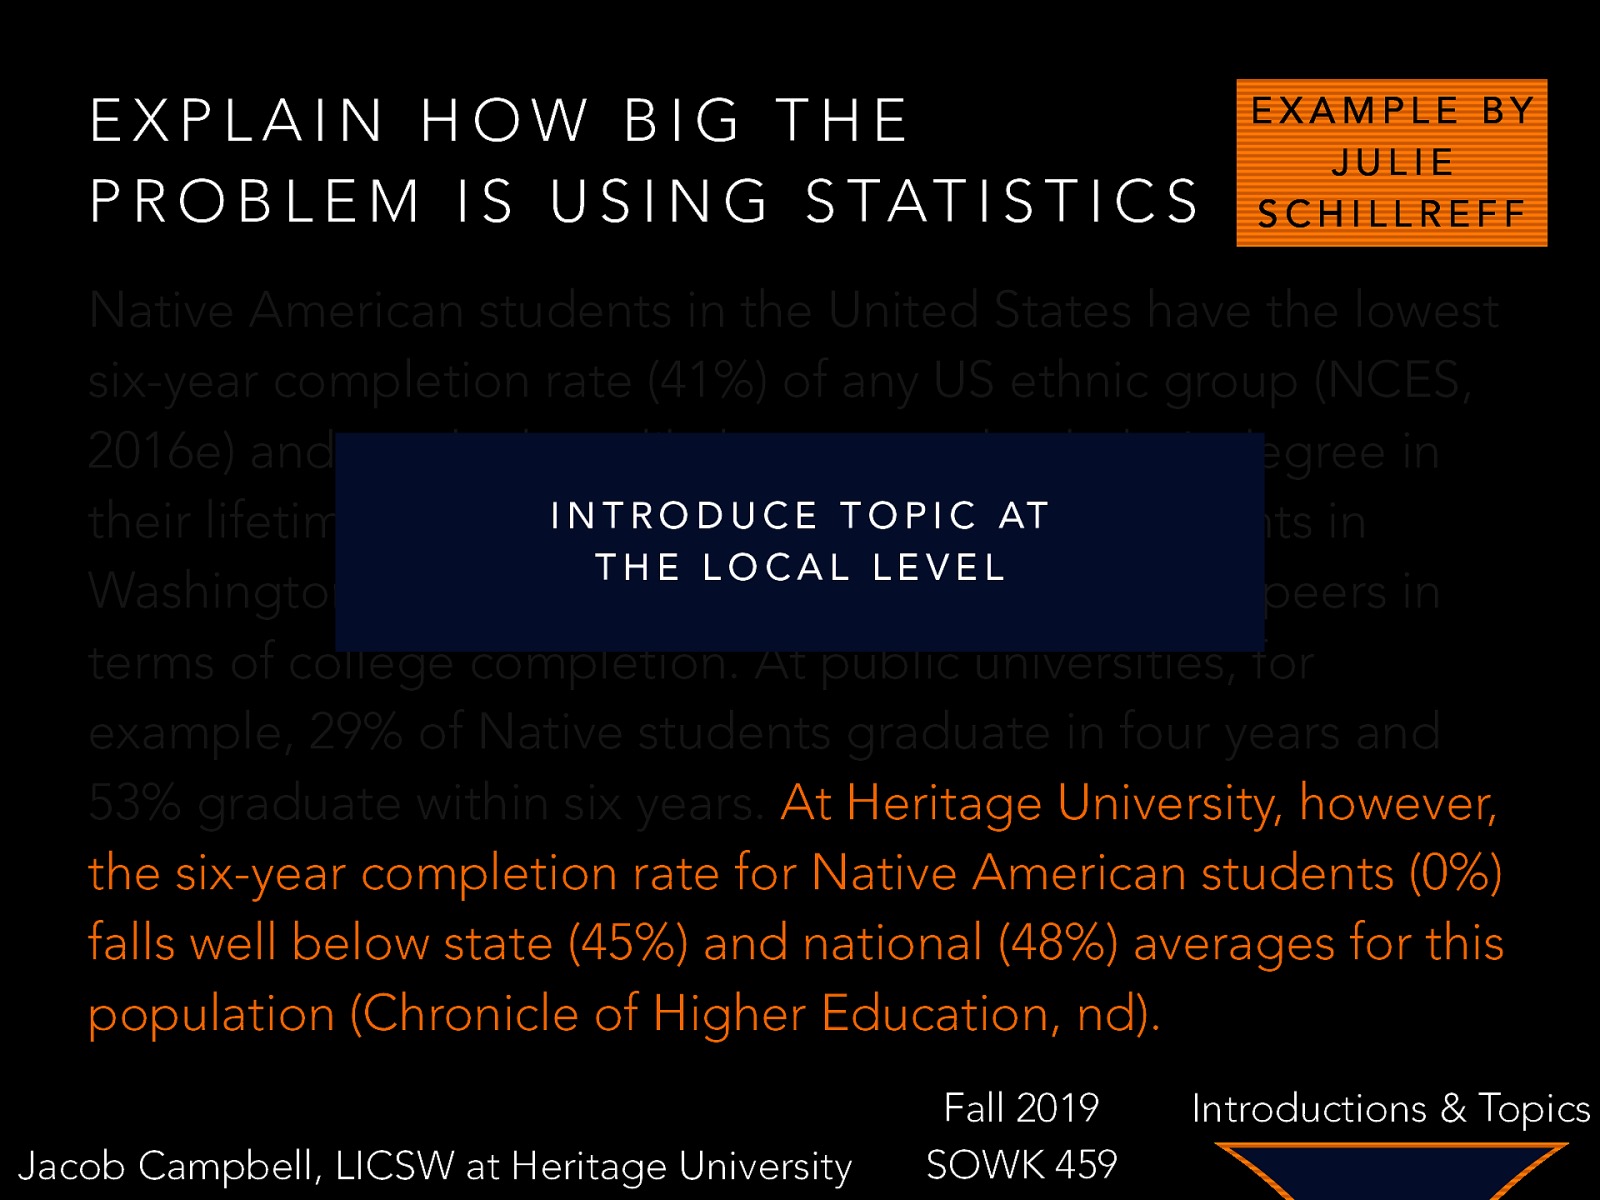 EXPLAIN HOW BIG THE
PROBLEM IS USING STATISTICS
EXAMPLE BY
JULIE
SCHILLREFF
Native American students in the United States have the lowest
six-year completion rate (41%) of any US ethnic group (NCES,
2016e) and egree in
their lifetim nts in
Washingto peers in
INTRODUCE TOPIC AT
THE LOCAL LEVEL
terms of college completion. At public universities, for
example, 29% of Native students graduate in four years and
53% graduate within six years. At Heritage University, however,
the six-year completion rate for Native American students (0%)
falls well below state (45%) and national (48%) averages for this
population (Chronicle of Higher Education, nd).
Jacob Campbell, LICSW at Heritage University
Fall 2019
SOWK 459
Introductions & Topics